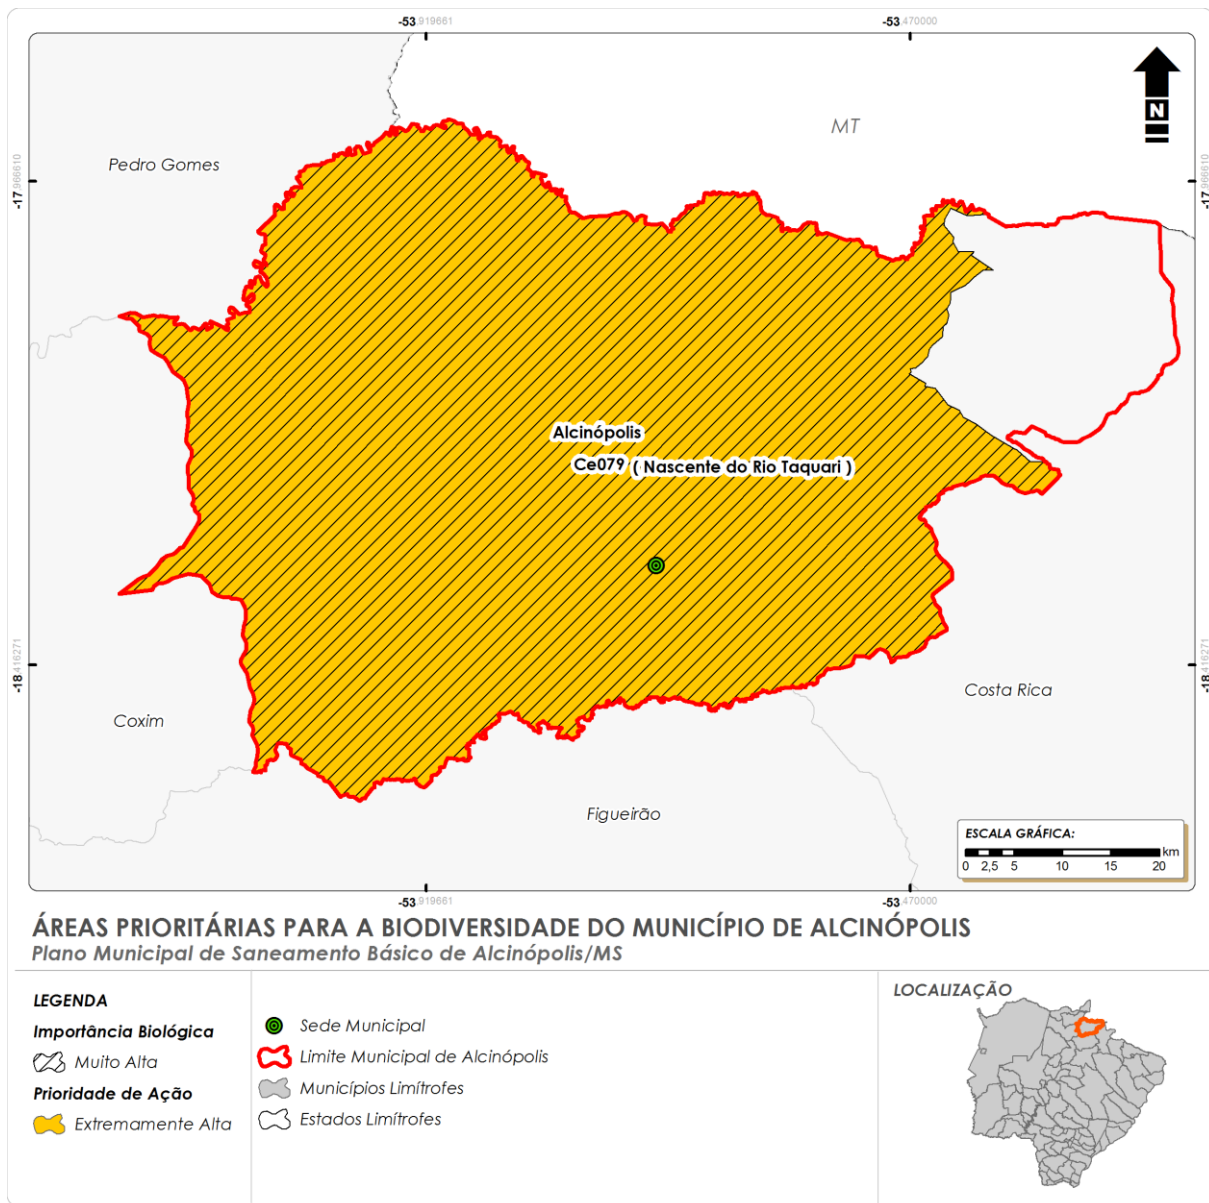 -53.919661
-53.470000
MT
N
Pedro Gomes
-17.966610
-17.966610
Alcinópolis
Ce079 ( Nascente do Rio Taquari )
-18.416271
-18.416271
Costa Rica
Coxim
Figueirão
ESCALA GRÁFICA:
km
0 2,5 5 10 15 20
-53.919661
-53.470000
ÁREAS PRIORITÁRIAS PARA A BIODIVERSIDADE DO MUNICÍPIO DE ALCINÓPOLIS
Plano Municipal de Saneamento Básico de Alcinópolis/MS
LEGENDA
Importância Biológica
Muito Alta
Prioridade de Ação
Extremamente Alta
Sede Municipal
Limite Municipal de Alcinópolis
Municípios Limítrofes
Estados Limítrofes
LOCALIZAÇÃO